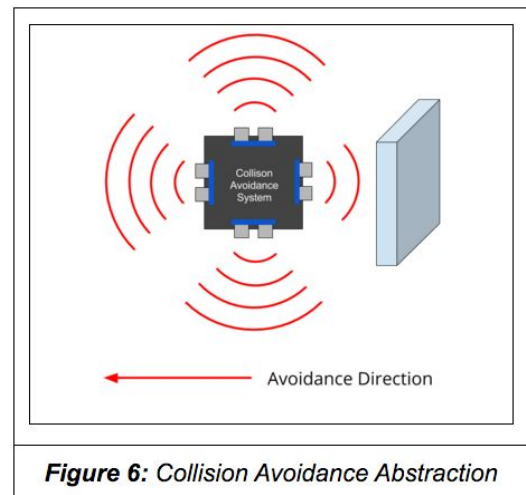 Collison
Avoidance
System
Avoidance Direction
Figure 6: Collision Avoidance Abstraction